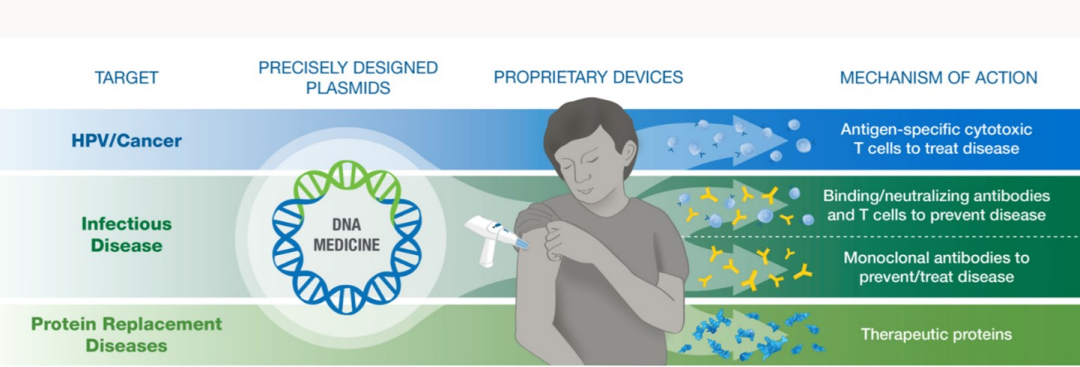 TARGET
PRECISELY DESIGNED
PLASMIDS
PROPRIETARY DEVICES
MECHANISM OF ACTION
HPV/Cancer
Antigen-specific cytotoxic
T cells to treat disease
Infectious
Disease
DNA
MEDICINE
Binding/neutralizing antibodies
and T cells to prevent disease
Monoclonal antibodies to
prevent/treat disease
Protein Replacement
Diseases
Therapeutic proteins